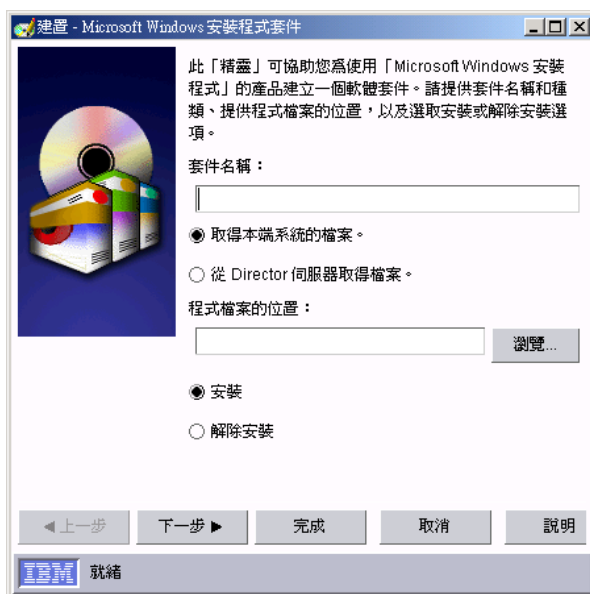 建置 - Microsoft Windows 安裝程式套件
此「精靈」可協助您為使用「Microsoft Windows 安裝
程式」的產品建立一個軟體套件。請提供套件名稱和種
類、提供程式檔案的位置，以及選取安裝或解除安裝選
項。
套件名稱：
取得本端系統的檔案。
從 Director 伺服器取得檔案。
程式檔案的位置：
瀏覽...
安裝
解除安裝
◀上一步
下一步▶
完成
取消
說明
IBM
就緒